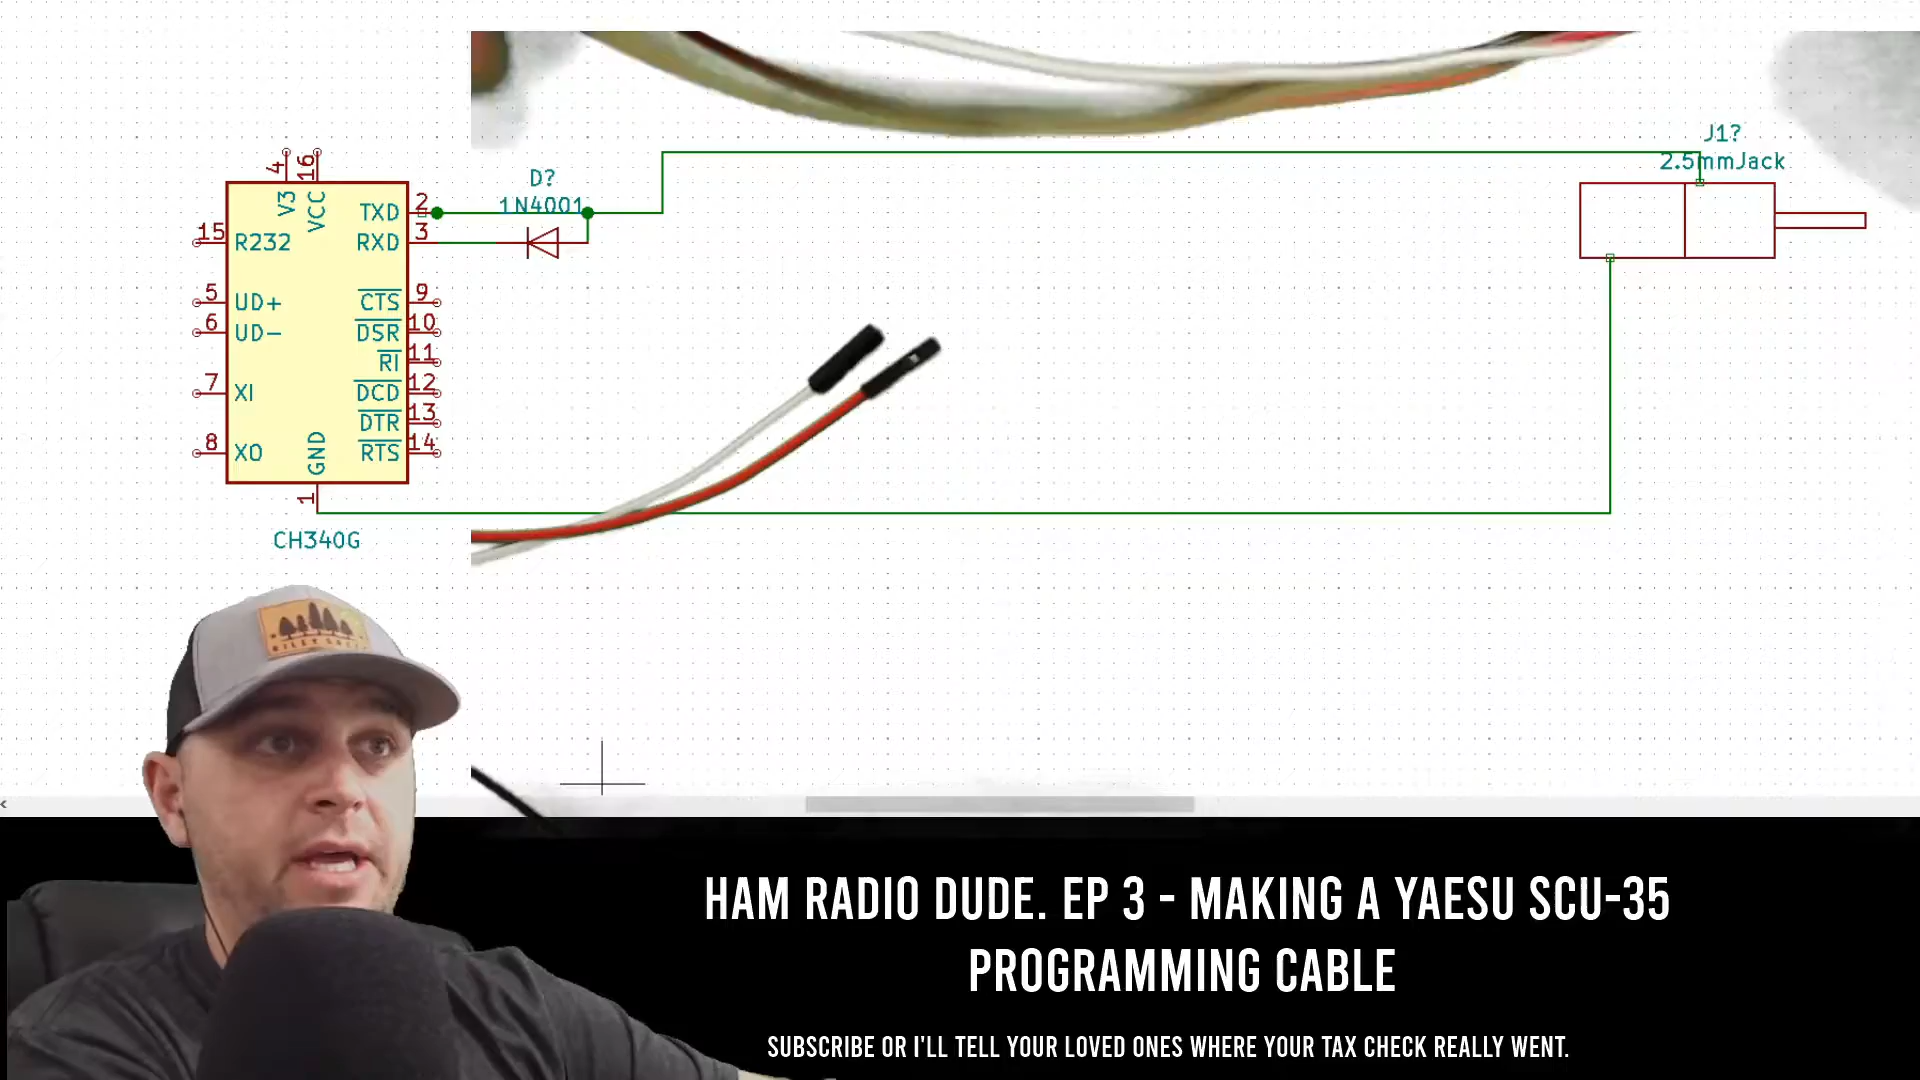 J1?
2.5mmJack
D?
1N4001
4
16
V3
VCC
TXD
2
RXD
3
15
R232
5
UD+
CTS
9
6
UD-
DSR
10
RI
11
7
XI
DCD
12
DTR
13
8
XO
RTS
14
GND
1
CH340G
HAM RADIO DUDE. EP 3 - MAKING A YAESU SCU-35
PROGRAMMING CABLE
SUBSCRIBE OR I'LL TELL YOUR LOVED ONES WHERE YOUR TAX CHECK REALLY WENT.